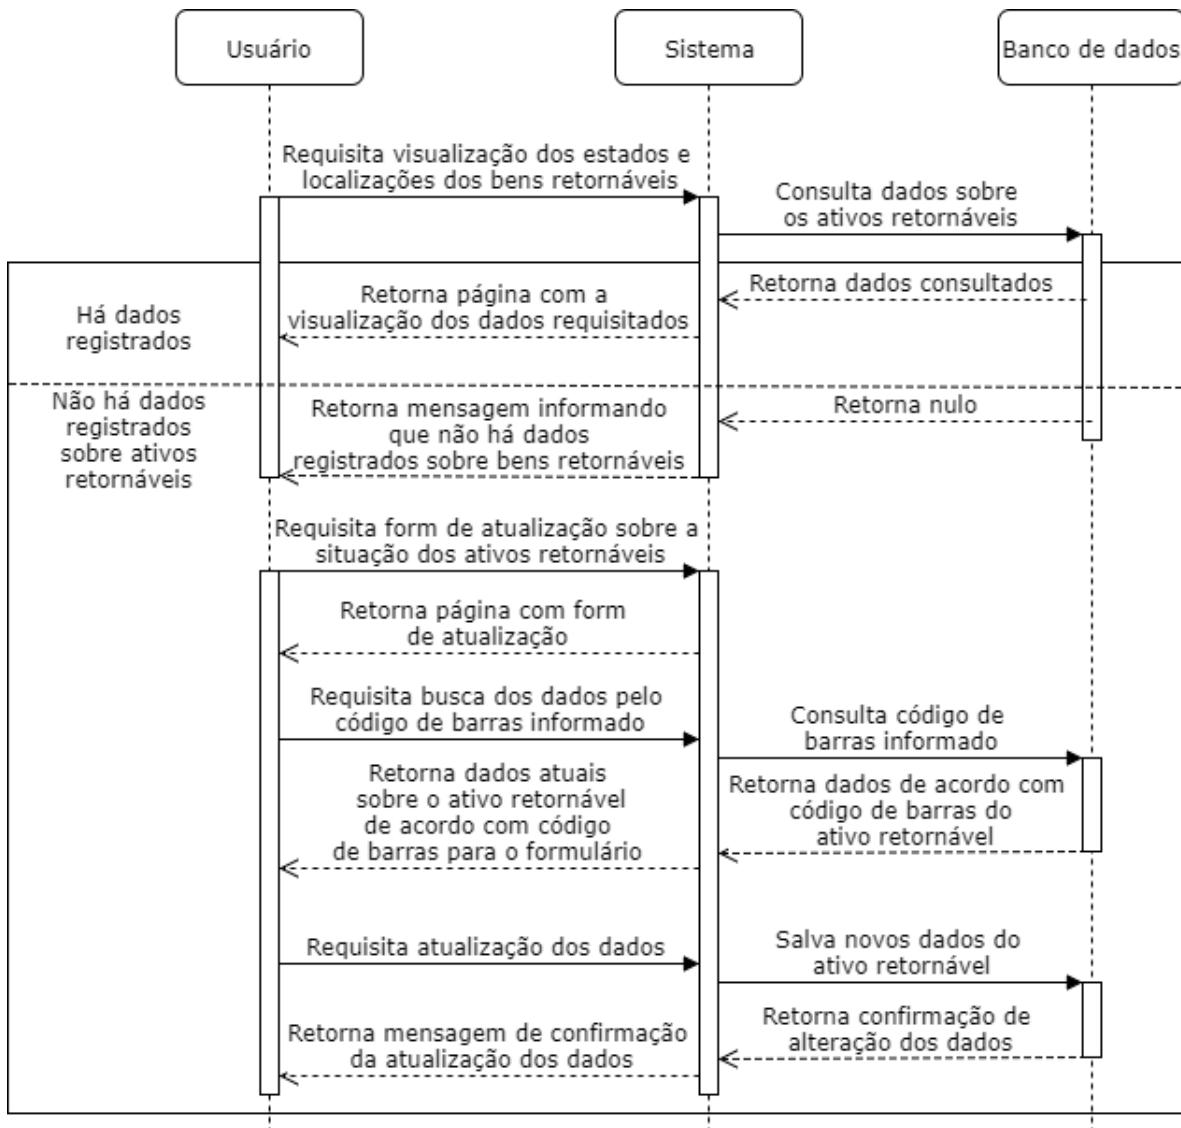 Usuário
Sistema
Banco de dados
Requisita visualização dos estados e
localizações dos bens retornáveis
Consulta dados sobre
os ativos retornáveis
Há dados
registrados
Retorna dados consultados
Retorna página com a
visualização dos dados requisitados
Não há dados
registrados
sobre ativos
retornáveis
Retorna nulo
Retorna mensagem informando
que não há dados
registrados sobre bens retornáveis
Requisita form de atualização sobre a
situação dos ativos retornáveis
Retorna página com form
de atualização
Requisita busca dos dados pelo
código de barras informado
Consulta código de
barras informado
Retorna dados de acordo com
código de barras do
ativo retornável
Retorna dados atuais
sobre o ativo retornável
de acordo com código
de barras para o formulário
Requisita atualização dos dados
Salva novos dados do
ativo retornável
Retorna confirmação de
alteração dos dados
Retorna mensagem de confirmação
da atualização dos dados